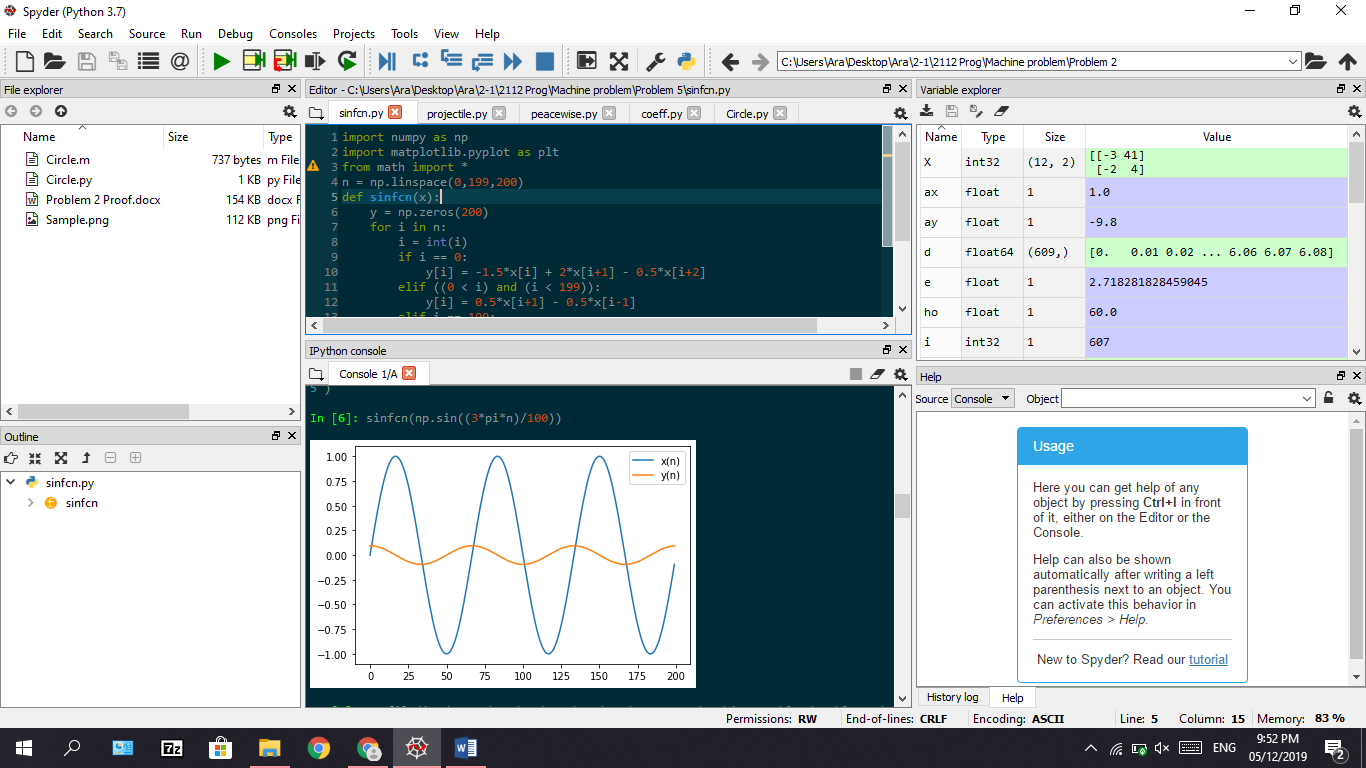 Spyder (Python 3.7)
File Edit Search Source Run Debug Consoles Projects Tools View Help
C:\Users\Ara\Desktop\Ara\2-1\2112 Prog\Machine problem\Problem 2
File explorer
Name Size Type
Circle.m 737 bytes m File
Circle.py 1 KB py File
Problem 2 Proof.docx 154 KB docx F
Sample.png 112 KB png Fi
Outline
sinfcn.py
sinfcn
Editor - C:\Users\Ara\Desktop\Ara\2-1\2112 Prog\Machine problem\Problem 5\sinfcn.py
sinfcn.py projectile.py peacewise.py coeff.py Circle.py
1 import numpy as np
2 import matplotlib.pyplot as plt
3 from math import *
4 n = np.linspace(0,199,200)
5 def sinfcn(x):
6 y = np.zeros(200)
7 for i in n:
8 i = int(i)
9 if i == 0:
10 y[i] = -1.5*x[i] + 2*x[i+1] - 0.5*x[i+2]
11 elif ((0 < i) and (i < 199)):
12 y[i] = 0.5*x[i+1] - 0.5*x[i-1]
13 elif i == 199:
IPython console
Console 1/A
5 )
In [6]: sinfcn(np.sin((3*pi*n)/100))
x(n)
y(n)
1.00
0.75
0.50
0.25
0.00
−0.25
−0.50
−0.75
−1.00
0 25 50 75 100 125 150 175 200
Variable explorer
Name Type Size Value
X int32 (12, 2) [[-3 41]
[-2 4]
ax float 1 1.0
ay float 1 -9.8
d float64 (609,) [0. 0.01 0.02 ... 6.06 6.07 6.08]
e float 1 2.718281828459045
ho float 1 60.0
i int32 1 607
Help
Source Console Object
Usage
Here you can get help of any
object by pressing Ctrl+I in front
of it, either on the Editor or the
Console.
Help can also be shown
automatically after writing a left
parenthesis next to an object. You
can activate this behavior in
Preferences > Help.
New to Spyder? Read our tutorial
History log Help
Permissions: RW End-of-lines: CRLF Encoding: ASCII Line: 5 Column: 15 Memory: 83 %
7z
ENG
9:52 PM
05/12/2019
2